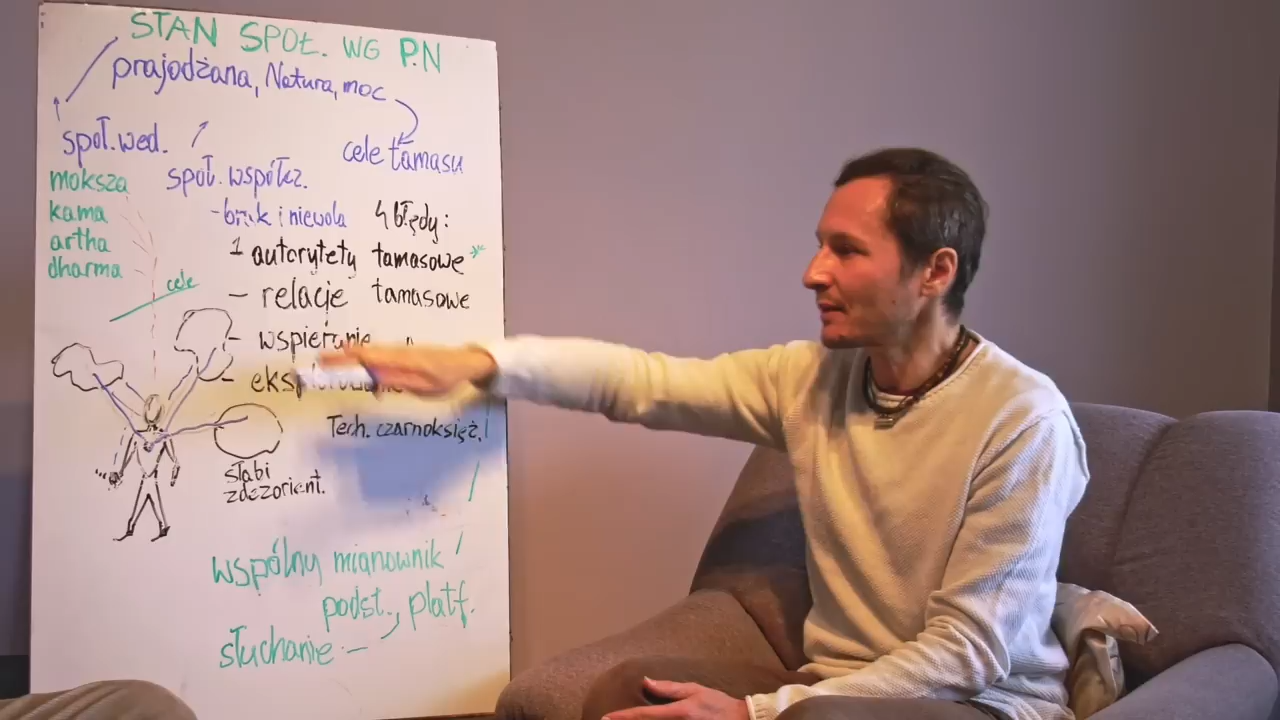 STAN SPOŁ. WG P.N
prajodżana, Natura, moc
społ. wed.
cele tamasu
moksza
kama
artha
dharma
społ. współcz.
- brak i niewola
4 błędy:
1 autorytety tamasowe *
- relacje tamasowe
- wspieranie "
-
cele
Tech. czarnoksięż.
słabi
zdezorient.
wspólny mianownik
podst., platf.
słuchanie -